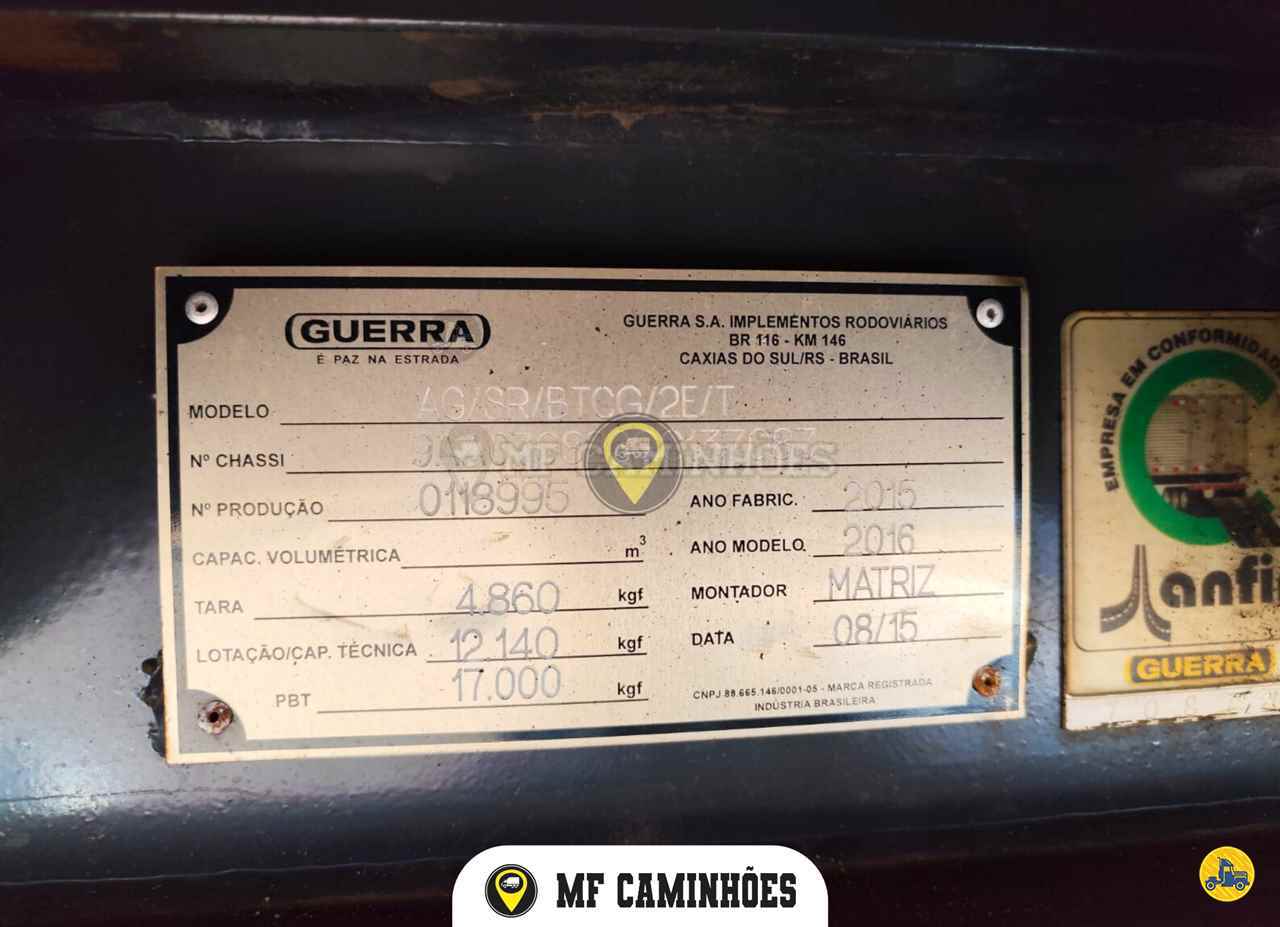 GUERRA
É PAZ NA ESTRADA
GUERRA S.A. IMPLEMENTOS RODOVIÁRIOS
BR 116 - KM 146
CAXIAS DO SUL/RS - BRASIL
MODELO AG/SR/BTCG/2E/T
Nº CHASSI
MF CAMINHÕES
Nº PRODUÇÃO 0118995
ANO FABRIC. 2015
CAPAC. VOLUMÉTRICA m³
ANO MODELO 2016
TARA 4.860 kgf
MONTADOR MATRIZ
LOTAÇÃO/CAP. TÉCNICA 12.140 kgf
DATA 08/15
PBT 17.000 kgf
CNPJ 88.665.146/0001-05 - MARCA REGISTRADA
INDÚSTRIA BRASILEIRA
EMPRESA EM CONFORMIDADE
anfi
GUERRA
MF CAMINHÕES